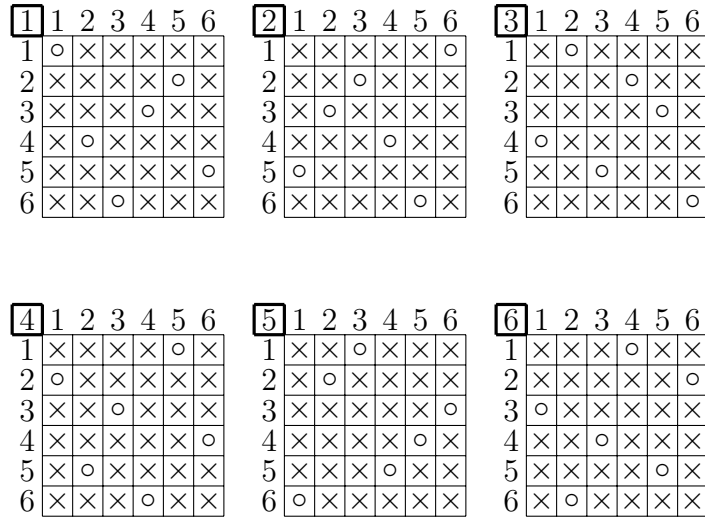 1 1 2 3 4 5 6 2 1 2 3 4 5 6 3 1 2 3 4 5 6
1 ○ × × × × × 1 × × × × × ○ 1 × ○ × × × ×
2 × × × × ○ × 2 × × ○ × × × 2 × × × ○ × ×
3 × × × ○ × × 3 × ○ × × × × 3 × × × × ○ ×
4 × ○ × × × × 4 × × × ○ × × 4 ○ × × × × ×
5 × × × × × ○ 5 ○ × × × × × 5 × × ○ × × ×
6 × × ○ × × × 6 × × × × ○ × 6 × × × × × ○
4 1 2 3 4 5 6 5 1 2 3 4 5 6 6 1 2 3 4 5 6
1 × × × × ○ × 1 × × ○ × × × 1 × × × ○ × ×
2 ○ × × × × × 2 × ○ × × × × 2 × × × × × ○
3 × × ○ × × × 3 × × × × × ○ 3 ○ × × × × ×
4 × × × × × ○ 4 × × × × ○ × 4 × × ○ × × ×
5 × ○ × × × × 5 × × × ○ × × 5 × × × × ○ ×
6 × × × ○ × × 6 ○ × × × × × 6 × ○ × × × ×